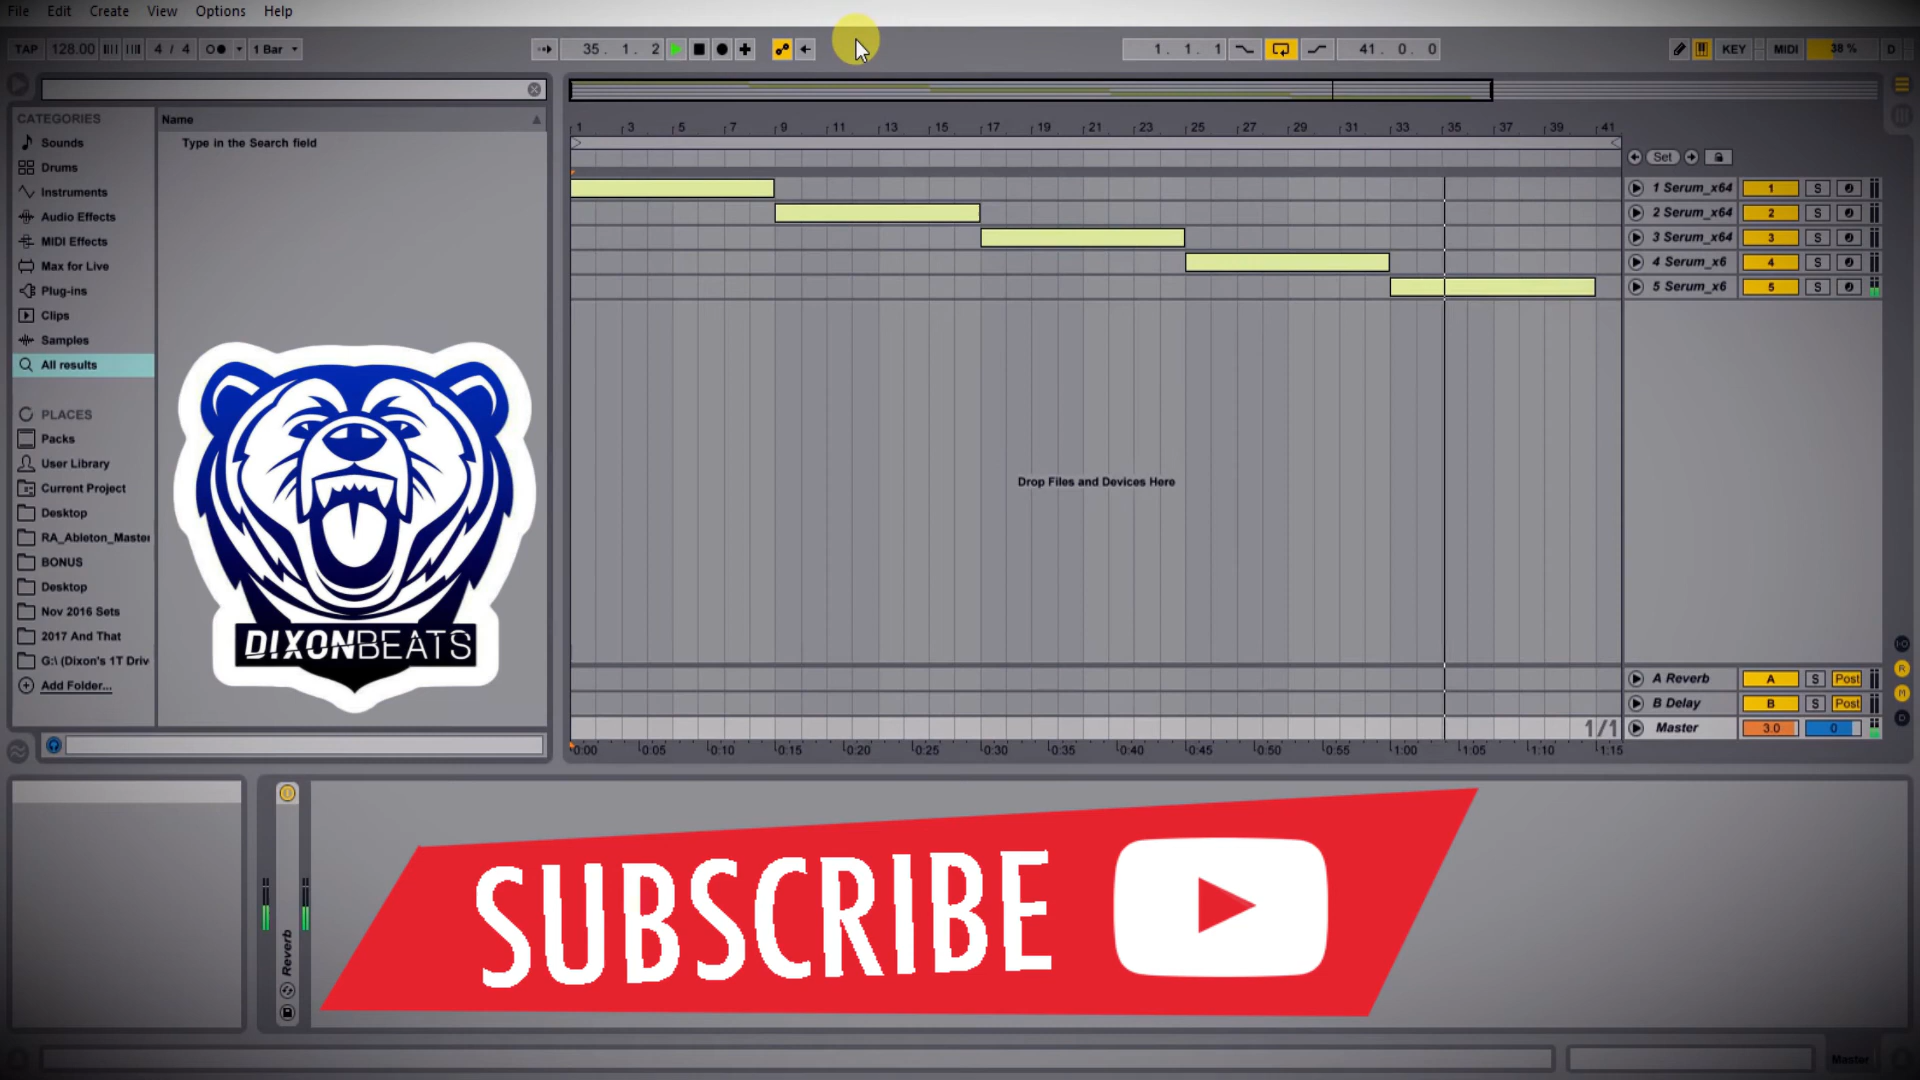 File Edit Create View Options Help
TAP 128.00 4 / 4 1 Bar 35. 1. 2 1. 1. 1 41. 0. 0 KEY MIDI 38 % D
CATEGORIES
Sounds
Drums
Instruments
Audio Effects
MIDI Effects
Max for Live
Plug-ins
Clips
Samples
All results
PLACES
Packs
User Library
Current Project
Desktop
RA_Ableton_Master
BONUS
Desktop
Nov 2016 Sets
2017 And That
G:\ (Dixon's 1T Driv
Add Folder...
Name
Type in the Search field
DIXONBEATS
1 3 5 7 9 11 13 15 17 19 21 23 25 27 29 31 33 35 37 39 41
Set
1 Serum_x64 1 S
2 Serum_x64 2 S
3 Serum_x64 3 S
4 Serum_x6 4 S
5 Serum_x6 5 S
Drop Files and Devices Here
A Reverb A S Post
B Delay B S Post
1/1 Master 3.0 0
0:00 0:05 0:10 0:15 0:20 0:25 0:30 0:35 0:40 0:45 0:50 0:55 1:00 1:05 1:10 1:15
R
M
D
Reverb
SUBSCRIBE
Master